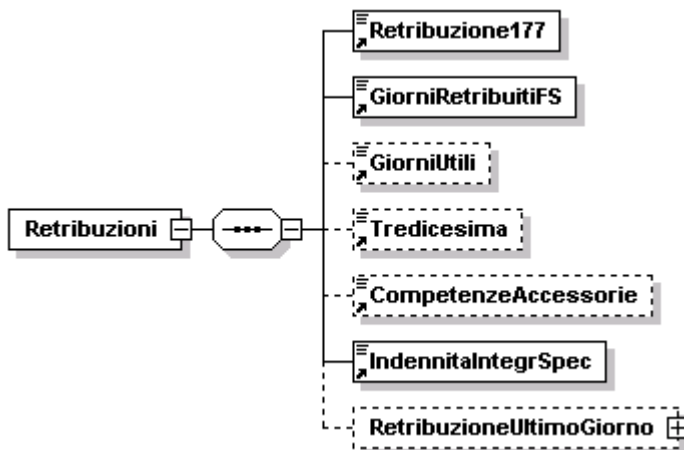 Retribuzione177
GiorniRetribuitiFS
GiorniUtili
Retribuzioni
Tredicesima
CompetenzeAccessorie
IndennitaIntegrSpec
RetribuzioneUltimoGiorno